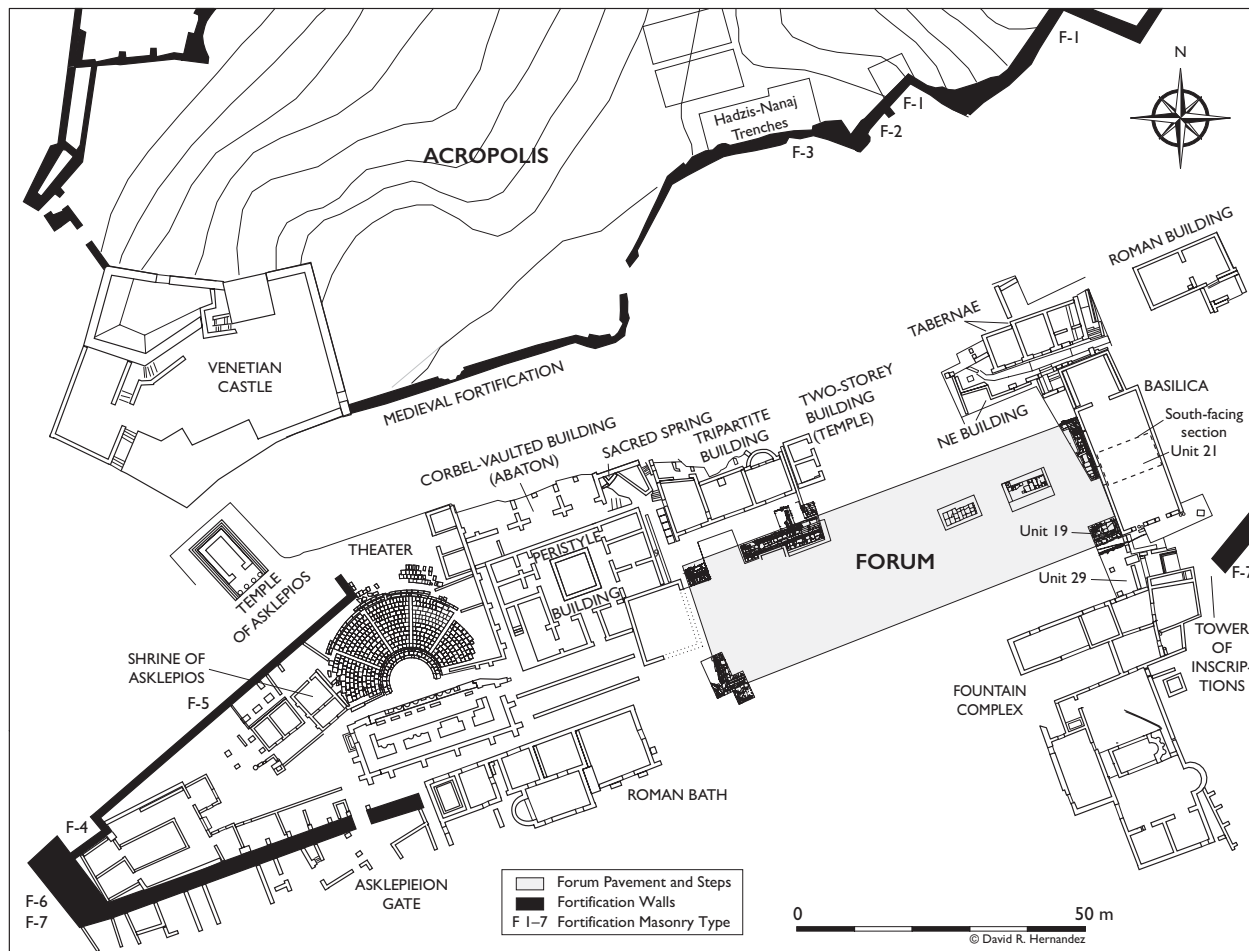 F-1
N
F-1
Hadzis-Nanaj
Trenches
F-2
F-3
ACROPOLIS
ROMAN BUILDING
TABERNAE
VENETIAN
CASTLE
MEDIEVAL FORTIFICATION
BASILICA
TWO-STOREY
BUILDING
(TEMPLE)
SACRED SPRING
TRIPARTITE
BUILDING
NE BUILDING
South-facing
section
Unit 21
CORBEL-VAULTED BUILDING
(ABATON)
THEATER
PERISTYLE
BUILDING
Unit 19
FORUM
TEMPLE
OF ASKLEPIOS
Unit 29
F-7
SHRINE OF
ASKLEPIOS
TOWER
OF
INSCRIP-
TIONS
F-5
FOUNTAIN
COMPLEX
ROMAN BATH
F-4
ASKLEPIEION
GATE
F-6
F-7
Forum Pavement and Steps
Fortification Walls
F 1–7 Fortification Masonry Type
0 50 m
© David R. Hernandez